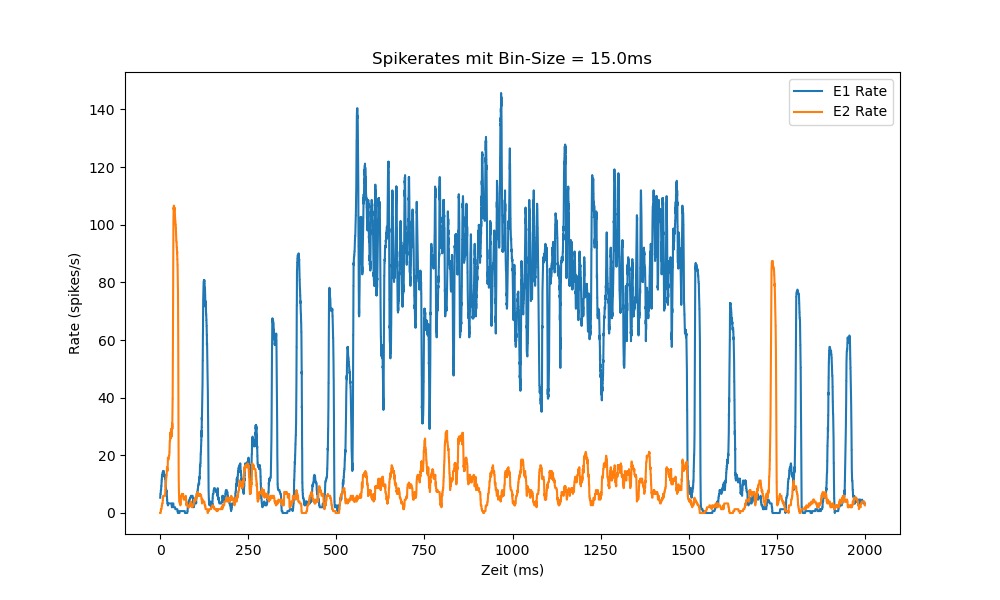 Spikerates mit Bin-Size = 15.0ms
E1 Rate
E2 Rate
Rate (spikes/s)
140
120
100
80
60
40
20
0
0 250 500 750 1000 1250 1500 1750 2000
Zeit (ms)